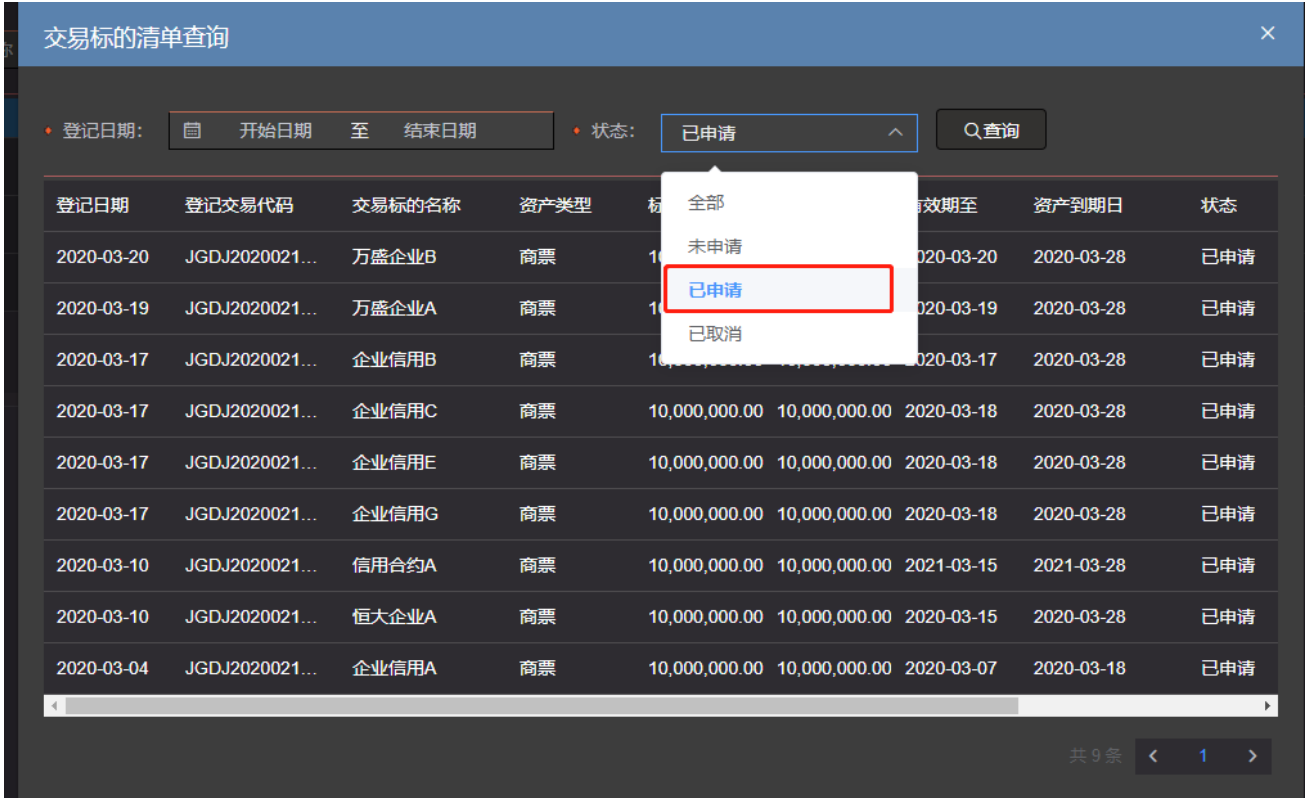 交易标的清单查询
登记日期: 开始日期 至 结束日期 状态: 已申请 查询
登记日期 登记交易代码 交易标的名称 资产类型 标 有效期至 资产到期日 状态
全部
未申请
已申请
已取消
2020-03-20 JGDJ2020021... 万盛企业B 商票 020-03-20 2020-03-28 已申请
2020-03-19 JGDJ2020021... 万盛企业A 商票 020-03-19 2020-03-28 已申请
2020-03-17 JGDJ2020021... 企业信用B 商票 2020-03-17 2020-03-28 已申请
2020-03-17 JGDJ2020021... 企业信用C 商票 10,000,000.00 10,000,000.00 2020-03-18 2020-03-28 已申请
2020-03-17 JGDJ2020021... 企业信用E 商票 10,000,000.00 10,000,000.00 2020-03-18 2020-03-28 已申请
2020-03-17 JGDJ2020021... 企业信用G 商票 10,000,000.00 10,000,000.00 2020-03-18 2020-03-28 已申请
2020-03-10 JGDJ2020021... 信用合约A 商票 10,000,000.00 10,000,000.00 2021-03-15 2021-03-28 已申请
2020-03-10 JGDJ2020021... 恒大企业A 商票 10,000,000.00 10,000,000.00 2020-03-15 2020-03-28 已申请
2020-03-04 JGDJ2020021... 企业信用A 商票 10,000,000.00 10,000,000.00 2020-03-07 2020-03-18 已申请
共 9 条 1